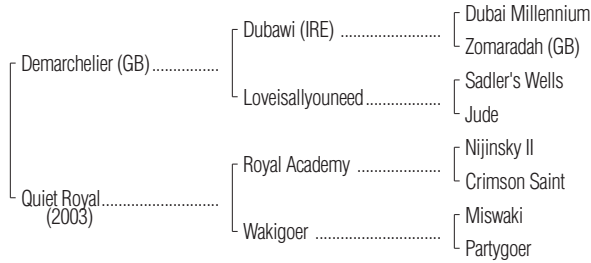 Dubai Millennium
Dubawi (IRE) ..................
Zomaradah (GB)
Demarchelier (GB)................
Sadler's Wells
Loveisallyouneed..................
Jude
Nijinsky II
Royal Academy ....................
Crimson Saint
Quiet Royal............................
(2003)
Miswaki
Wakigoer ..............................
Partygoer